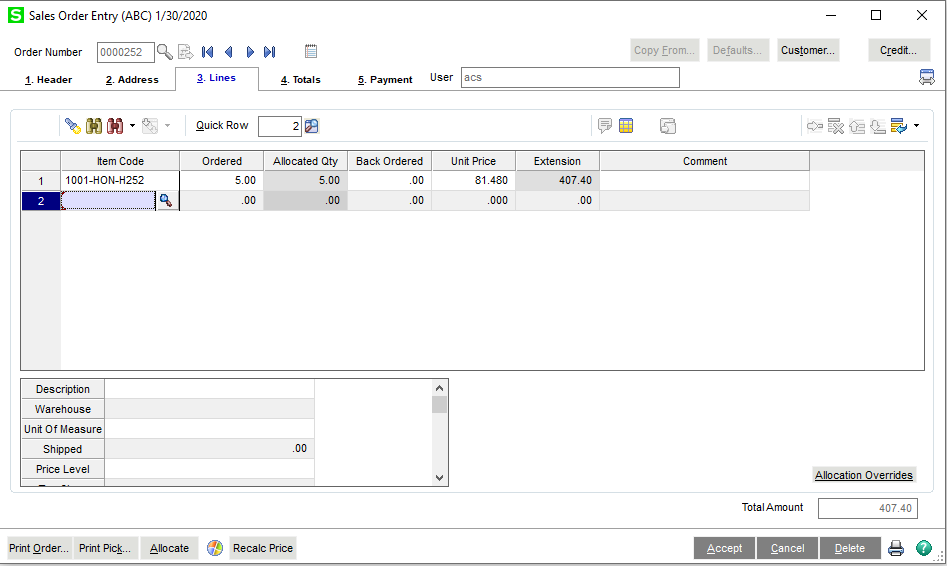 S Sales Order Entry (ABC) 1/30/2020
Order Number 0000252 Copy From... Defaults... Customer... Credit...
1. Header 2. Address 3. Lines 4. Totals 5. Payment User acs
Quick Row 2
Item Code Ordered Allocated Qty Back Ordered Unit Price Extension Comment
1 1001-HON-H252 5.00 5.00 .00 81.480 407.40
2 .00 .00 .00 .000 .00
Description
Warehouse
Unit Of Measure
Shipped .00
Price Level
Allocation Overrides
Total Amount 407.40
Print Order... Print Pick... Allocate Recalc Price Accept Cancel Delete ?